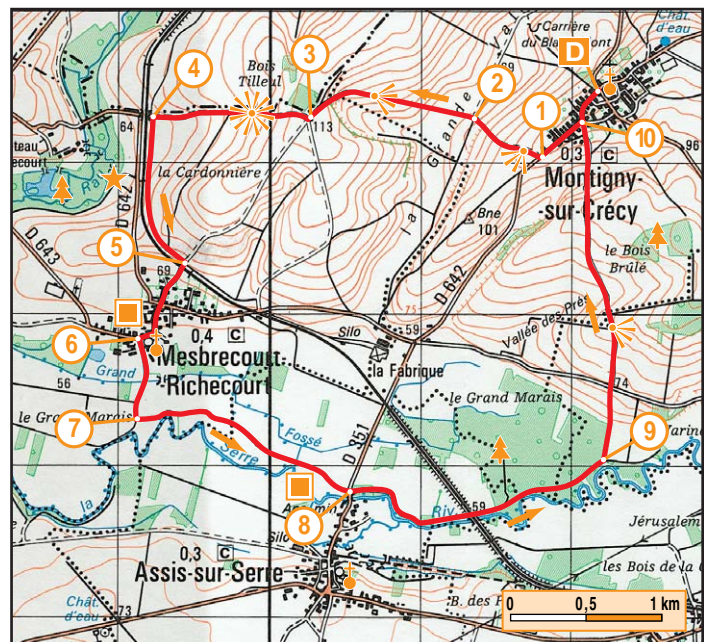 Carrière
Chât.
d'eau
D
3
Bois
Tilleul
4
2
69
Grande
1
10
64
113
96
0,3 C
Montigny
-sur-Crécy
la Cardonnière
D 642
Bne
101
5
le Bois
Brûlé
D 643
69
D 642
75
Vallée des Prés
Silo
59
0,4 C
6
Mesbrecourt-
Richecourt
la Fabrique
74
Grand
56
le Grand Marais
le Grand Marais
7
9
Fossé
Serre
D 351
la
59
8
Jérusalem
0,3 C
Silo
Assis-sur-Serre
les Bois de la
Chât.
d'eau
73
B. des
0 0,5 1 km